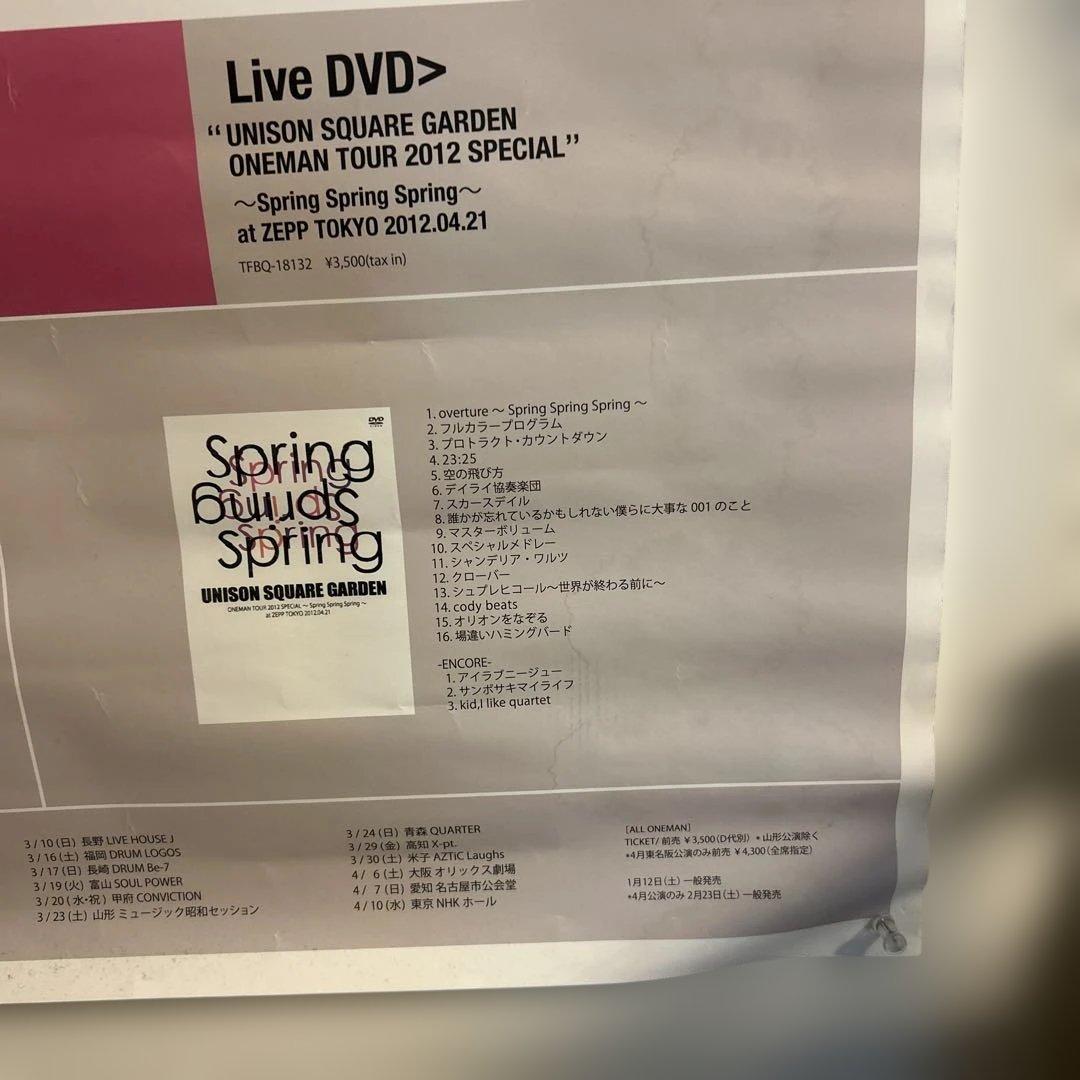 Live DVD>
“UNISON SQUARE GARDEN
ONEMAN TOUR 2012 SPECIAL”
〜Spring Spring Spring〜
at ZEPP TOKYO 2012.04.21
TFBQ-18132 ¥3,500(tax in)
DVD
Spring
Spring
Spring
Spring
Spring
spring
UNISON SQUARE GARDEN
ONEMAN TOUR 2012 SPECIAL 〜 Spring Spring Spring 〜
at ZEPP TOKYO 2012.04.21
1. overture 〜 Spring Spring Spring 〜
2. フルカラープログラム
3. プロトラクト・カウントダウン
4. 23:25
5. 空の飛び方
6. デイライ協奏楽団
7. スカースデイル
8. 誰かが忘れているかもしれない僕らに大事な 001 のこと
9. マスターボリューム
10. スペシャルメドレー
11. シャンデリア・ワルツ
12. クローバー
13. シュプレヒコール〜世界が終わる前に〜
14. cody beats
15. オリオンをなぞる
16. 場違いハミングバード
-ENCORE-
1. アイラブニージュー
2. サンポサキマイライフ
3. kid,I like quartet
3 / 10 (日) 長野 LIVE HOUSE J
3 / 16 (土) 福岡 DRUM LOGOS
3 / 17 (日) 長崎 DRUM Be-7
3 / 19 (火) 富山 SOUL POWER
3 / 20 ( 水・祝 ) 甲府 CONVICTION
3 / 23 (土) 山形 ミュージック昭和セッション
3 / 24 (日) 青森 QUARTER
3 / 29 (金) 高知 X-pt.
3 / 30 (土) 米子 AZTiC Laughs
4 / 6 (土) 大阪 オリックス劇場
4 / 7 (日) 愛知 名古屋市公会堂
4 / 10 (水) 東京 NHK ホール
[ALL ONEMAN]
TICKET/ 前売 ¥3,500 (D代別) *山形公演除く
*4月東名阪公演のみ前売 ¥4,300 (全席指定)
1月12日(土) 一般発売
*4月公演のみ 2月23日(土) 一般発売